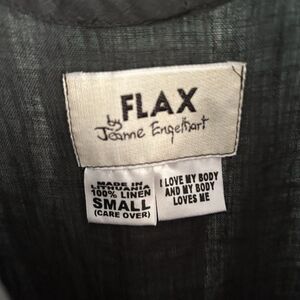 FLAX
by
Jeanne Engelhart
MADE IN
LITHUANIA
100% LINEN
SMALL
(CARE OVER)
I LOVE MY BODY
AND MY BODY
LOVES ME